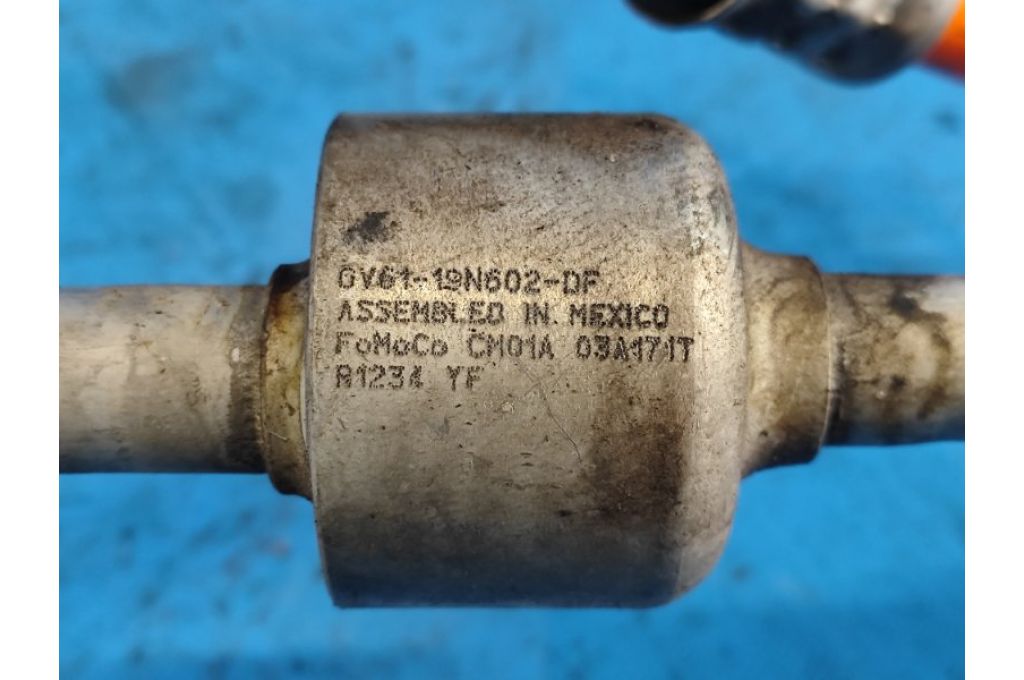 GV61-19N602-DF
ASSEMBLED IN MEXICO
FoMoCo CM01A 03A171T
R1234 YF